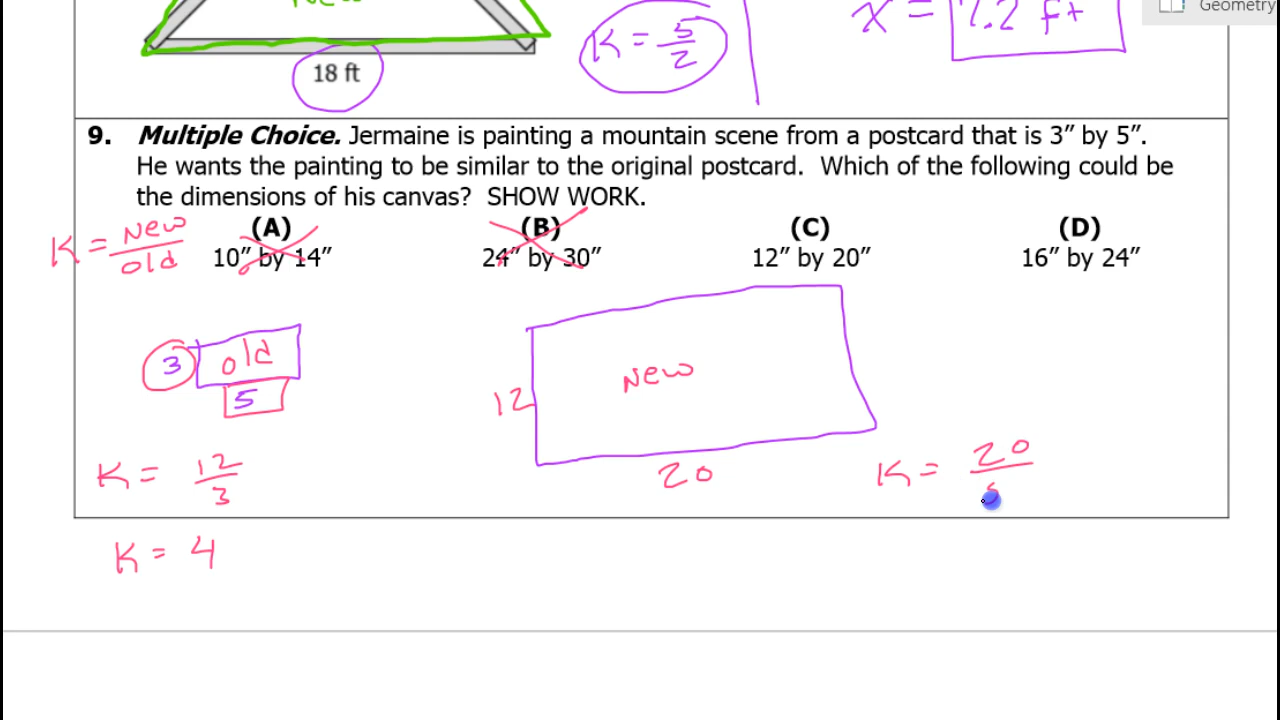 New
Geometry
K = 5/2
x = 7.2 ft
18 ft
9. Multiple Choice. Jermaine is painting a mountain scene from a postcard that is 3” by 5”.
He wants the painting to be similar to the original postcard. Which of the following could be
the dimensions of his canvas? SHOW WORK.
K = New/old
(A) (B) (C) (D)
10” by 14” 24” by 30” 12” by 20” 16” by 24”
3 old
5
New
12
20
K = 12/3
K = 20/
K = 4